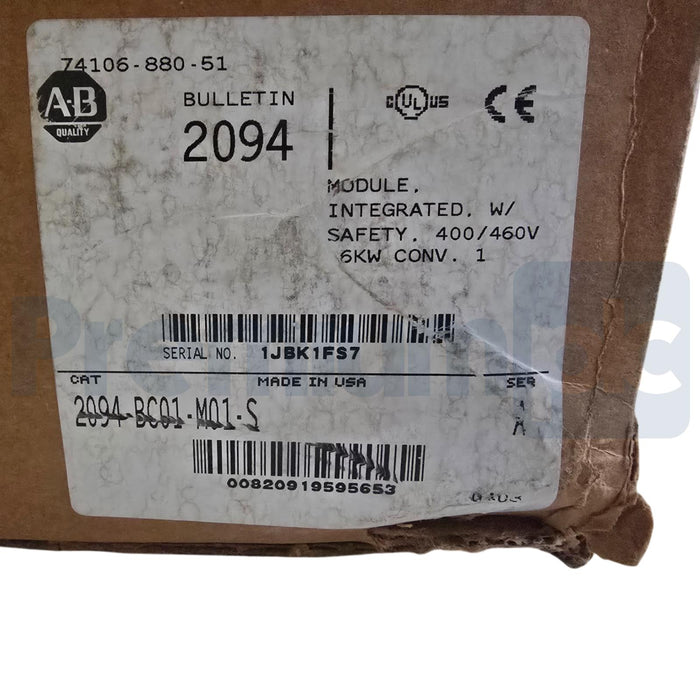 74106-880-51
A-B
QUALITY
BULLETIN
2094
C UL US
CE
MODULE,
INTEGRATED, W/
SAFETY, 400/460V
6KW CONV. 1
SERIAL NO. 1JBK1FS7
CAT MADE IN USA SER
2094-BC01-M01-S A
00820919595653